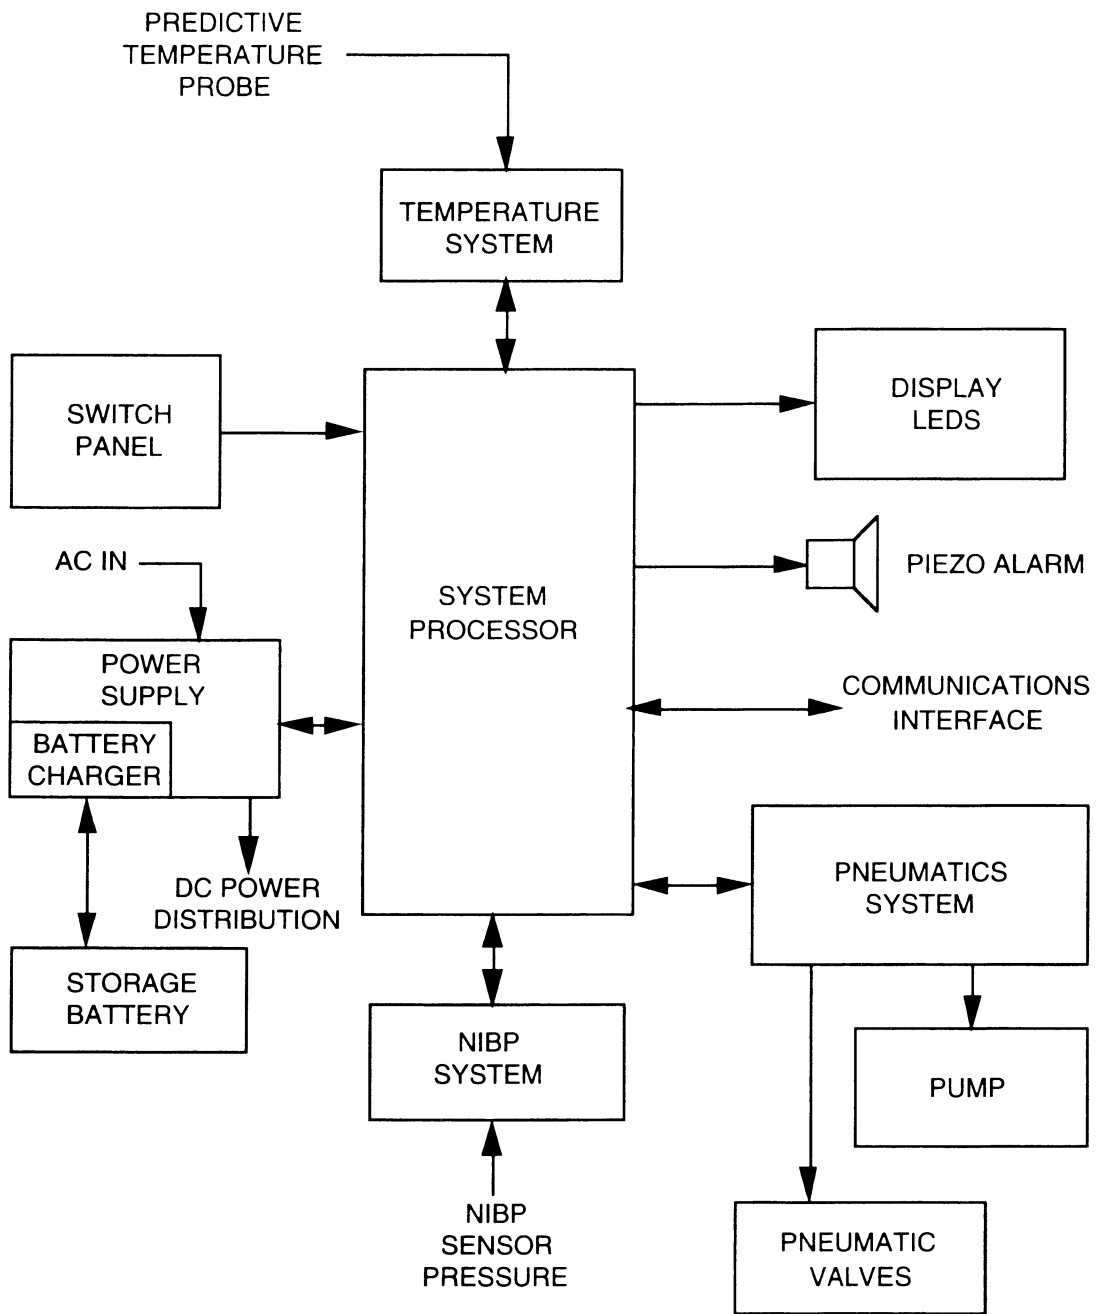 PREDICTIVE
TEMPERATURE
PROBE
TEMPERATURE
SYSTEM
SWITCH
PANEL
DISPLAY
LEDS
AC IN
SYSTEM
PROCESSOR
PIEZO ALARM
POWER
SUPPLY
BATTERY
CHARGER
COMMUNICATIONS
INTERFACE
DC POWER
DISTRIBUTION
PNEUMATICS
SYSTEM
STORAGE
BATTERY
NIBP
SYSTEM
PUMP
NIBP
SENSOR
PRESSURE
PNEUMATIC
VALVES